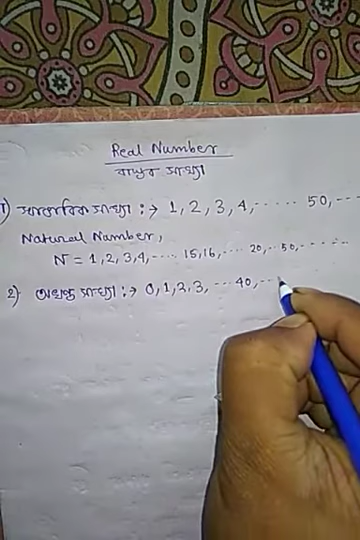 Real Number
বাস্তব সংখ্যা
১) স্বাভাবিক সংখ্যা :→ 1, 2, 3, 4, ...... 50, ...
Natural Number,
N = 1, 2, 3, 4, .... 15, 16, .... 20, .. 50, ......
2) অখণ্ড সংখ্যা :→ 0, 1, 2, 3, ... 40, ...